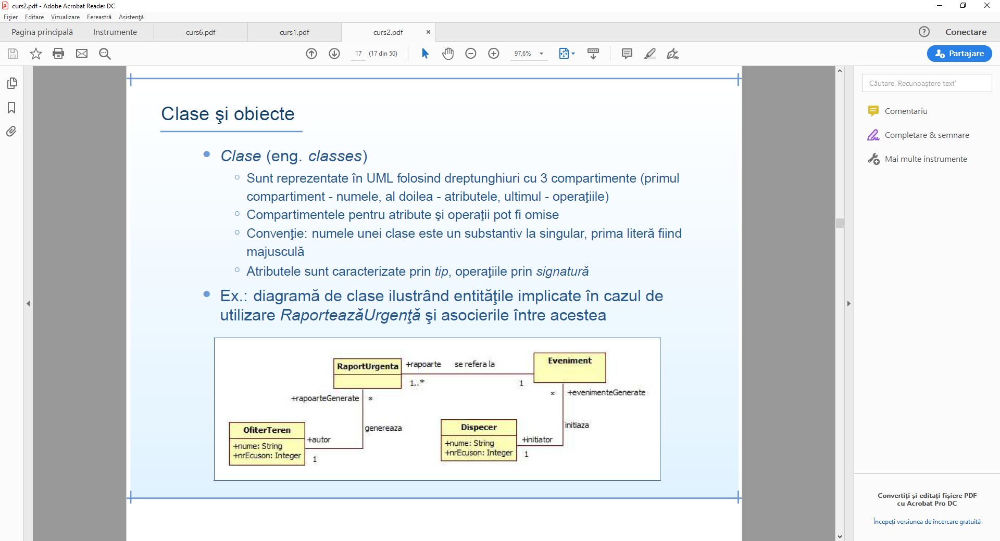 curs2.pdf - Adobe Acrobat Reader DC
Fişier Editare Vizualizare Fereastră Asistenţă
Pagina principală Instrumente curs6.pdf curs1.pdf curs2.pdf Conectare
17 (17 din 50) 97,6% Partajare
Căutare 'Recunoaştere text'
Comentariu
Completare & semnare
Mai multe instrumente
Clase şi obiecte
Clase (eng. classes)
Sunt reprezentate în UML folosind dreptunghiuri cu 3 compartimente (primul
compartiment - numele, al doilea - atributele, ultimul - operaţiile)
Compartimentele pentru atribute şi operaţii pot fi omise
Convenţie: numele unei clase este un substantiv la singular, prima literă fiind
majusculă
Atributele sunt caracterizate prin tip, operaţiile prin signatură
Ex.: diagramă de clase ilustrând entităţile implicate în cazul de
utilizare RaporteazăUrgenţă şi asocierile între acestea
RaportUrgenta +rapoarte se refera la Eveniment
1..* 1
+rapoarteGenerate * * +evenimenteGenerate
OfiterTeren genereaza Dispecer initiaza
+nume: String +autor +nume: String +initiator
+nrEcuson: Integer 1 +nrEcuson: Integer 1
Convertiți și editați fișiere PDF
cu Acrobat Pro DC
Începeți versiunea de încercare gratuită